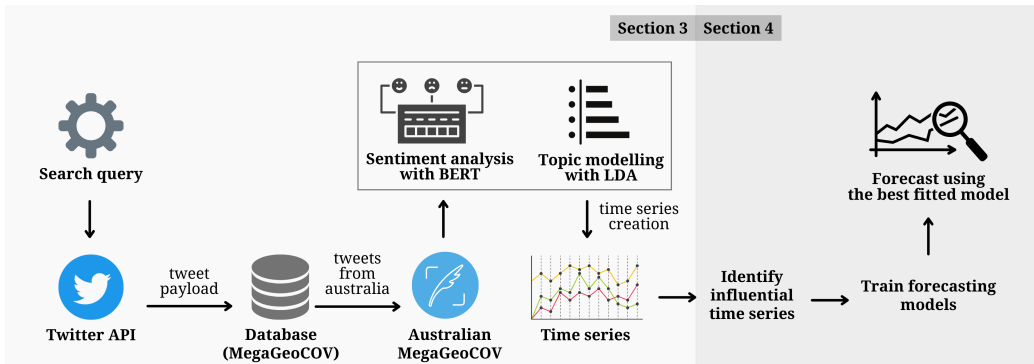 Section 3 Section 4
Search query
Sentiment analysis
with BERT
Topic modelling
with LDA
Forecast using
the best fitted model
time series
creation
tweet
payload
tweets
from
australia
Twitter API
Database
(MegaGeoCOV)
Australian
MegaGeoCOV
Time series
Identify
influential
time series
Train forecasting
models